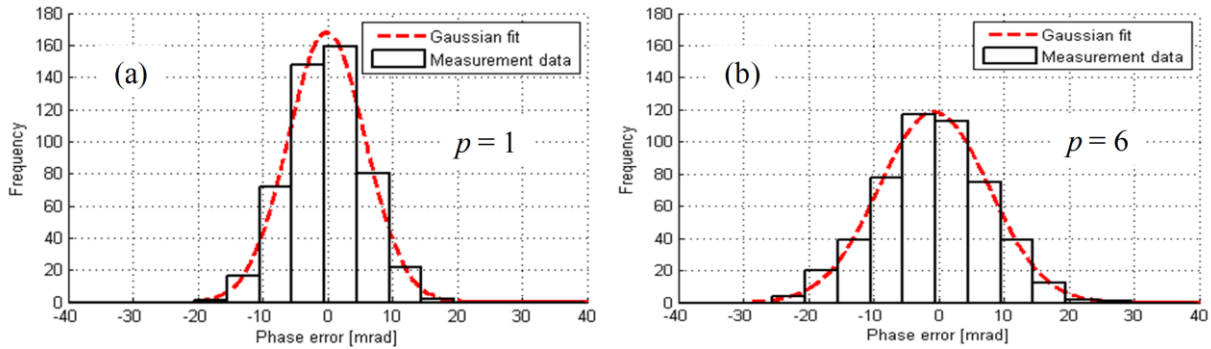 180
160
140
120
100
80
60
40
20
0
Frequency
(a)
Gaussian fit
Measurement data
p = 1
-40 -30 -20 -10 0 10 20 30 40
Phase error [mrad]
180
160
140
120
100
80
60
40
20
0
Frequency
(b)
Gaussian fit
Measurement data
p = 6
-40 -30 -20 -10 0 10 20 30 40
Phase error [mrad]